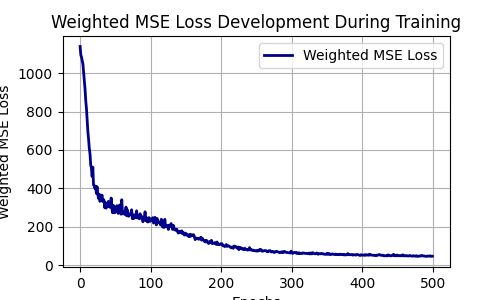 Weighted MSE Loss Development During Training
Weighted MSE Loss
Weighted MSE Loss
1000
800
600
400
200
0
0 100 200 300 400 500
Epochs